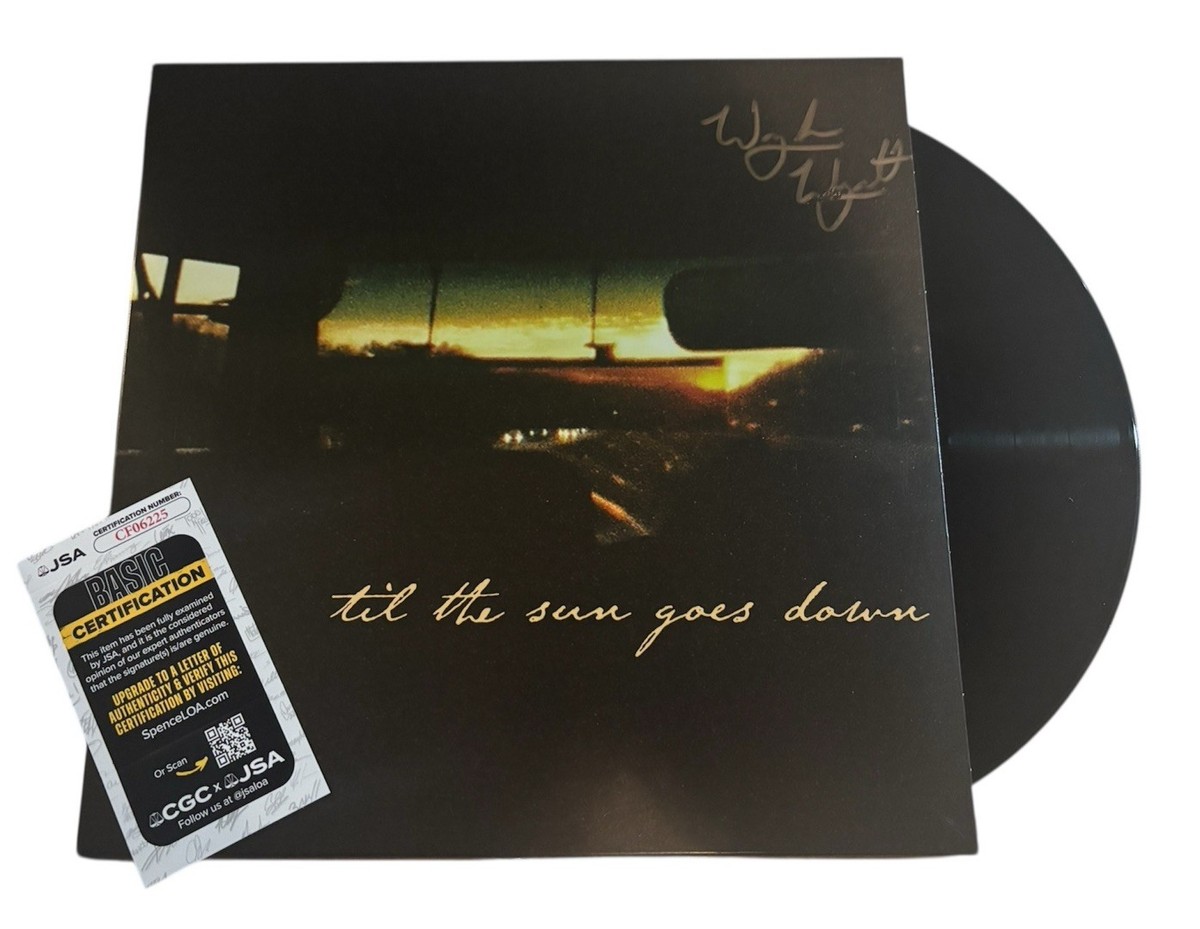 Waylon
Wyatt
til the sun goes down
JSA
CERTIFICATION NUMBER:
CF06225
BASIC
CERTIFICATION
This item has been fully examined
by JSA, and it is the considered
opinion of our expert authenticators
that the signature(s) is/are genuine.
UPGRADE TO A LETTER OF
AUTHENTICITY & VERIFY THIS
CERTIFICATION BY VISITING:
SpenceLOA.com
Or Scan
CGC x JSA
Follow us at @jsaloa